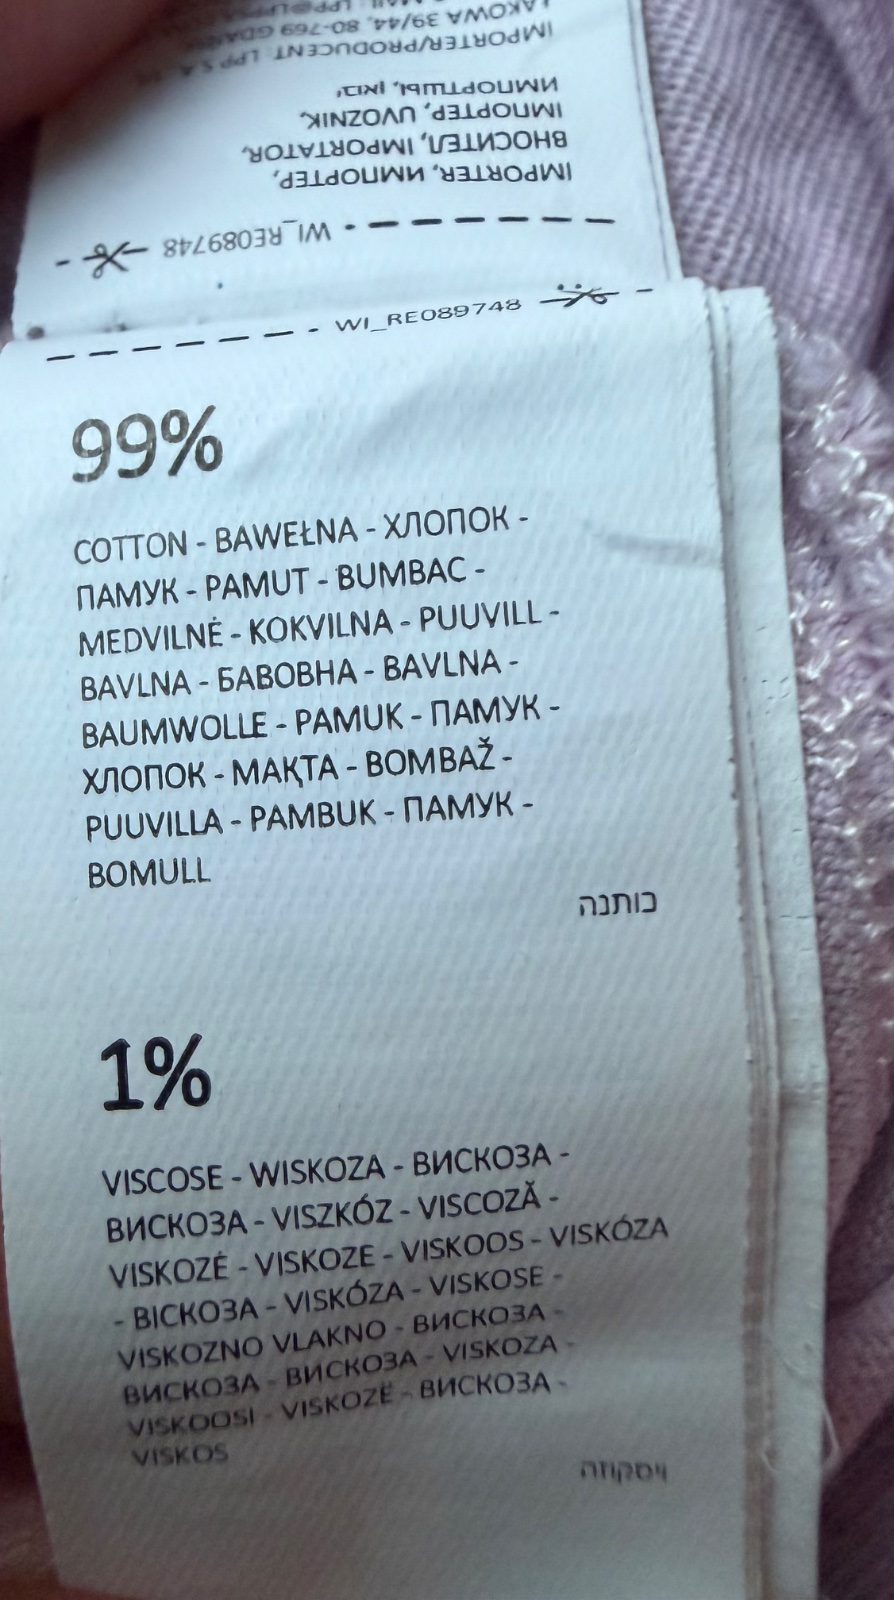 IMPORTER, ИМПОРТЕР,
ВНОСИТЕЛ, IMPORTATOR,
ІМПОРТЕР, UVOZNIK,
ИМПОРТШЫ, יבואן,
IMPORTER/PRODUCENT: LPP S.A.
ŁĄKOWA 39/44, 80-769
WI_RE089748
WI_RE089748
99%
COTTON - BAWEŁNA - ХЛОПОК -
ПАМУК - PAMUT - BUMBAC -
MEDVILNĖ - KOKVILNA - PUUVILL -
BAVLNA - БАВОВНА - BAVLNA -
BAUMWOLLE - PAMUK - ПАМУК -
ХЛОПОК - МАҚТА - BOMBAŽ -
PUUVILLA - PAMBUK - ПАМУК -
BOMULL
כותנה
1%
VISCOSE - WISKOZA - ВИСКОЗА -
ВИСКОЗА - VISZKÓZ - VISCOZĂ -
VISKOZĖ - VISKOZE - VISKOOS - VISKÓZA
- ВІСКОЗА - VISKÓZA - VISKOSE -
VISKOZNO VLAKNO - ВИСКОЗА -
ВИСКОЗА - ВИСКОЗА - VISKOZA -
VISKOOSI - VISKOZË - ВИСКОЗА -
VISKOS
ויסקוזה